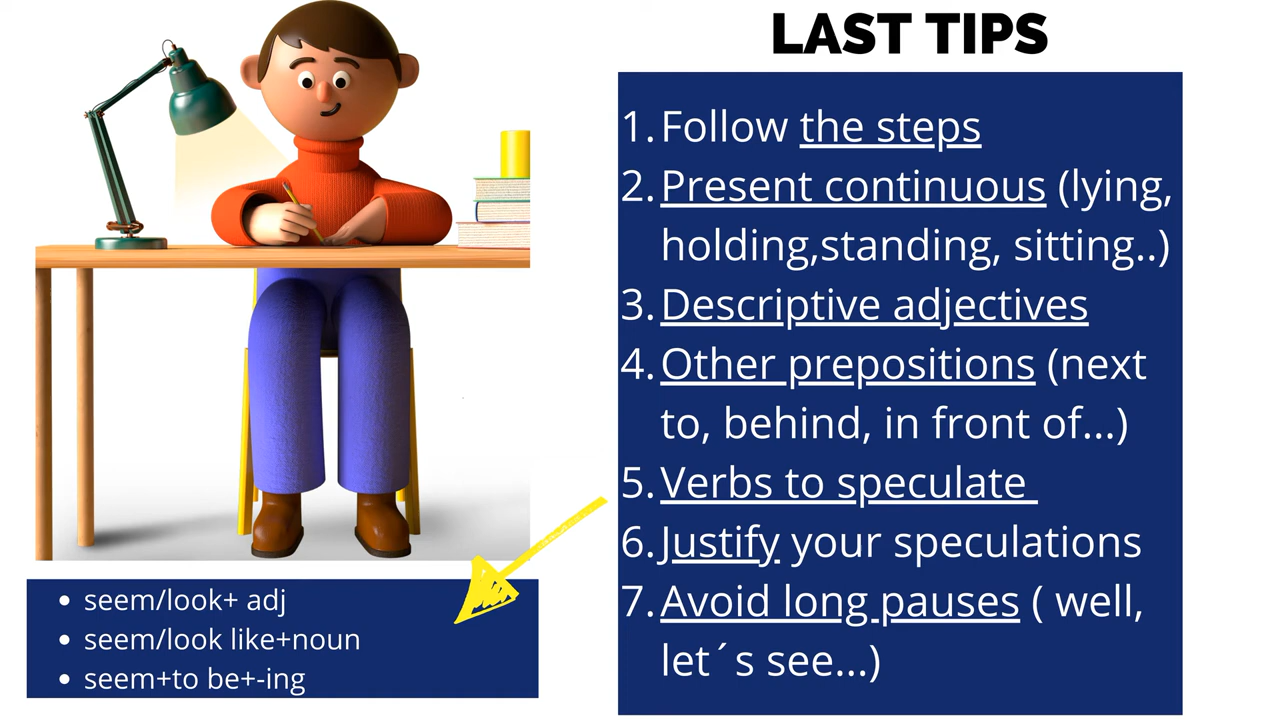 LAST TIPS
1. Follow the steps
2. Present continuous (lying,
holding,standing, sitting..)
3. Descriptive adjectives
4. Other prepositions (next
to, behind, in front of...)
5. Verbs to speculate
6. Justify your speculations
7. Avoid long pauses ( well,
let´s see...)
• seem/look+ adj
• seem/look like+noun
• seem+to be+-ing